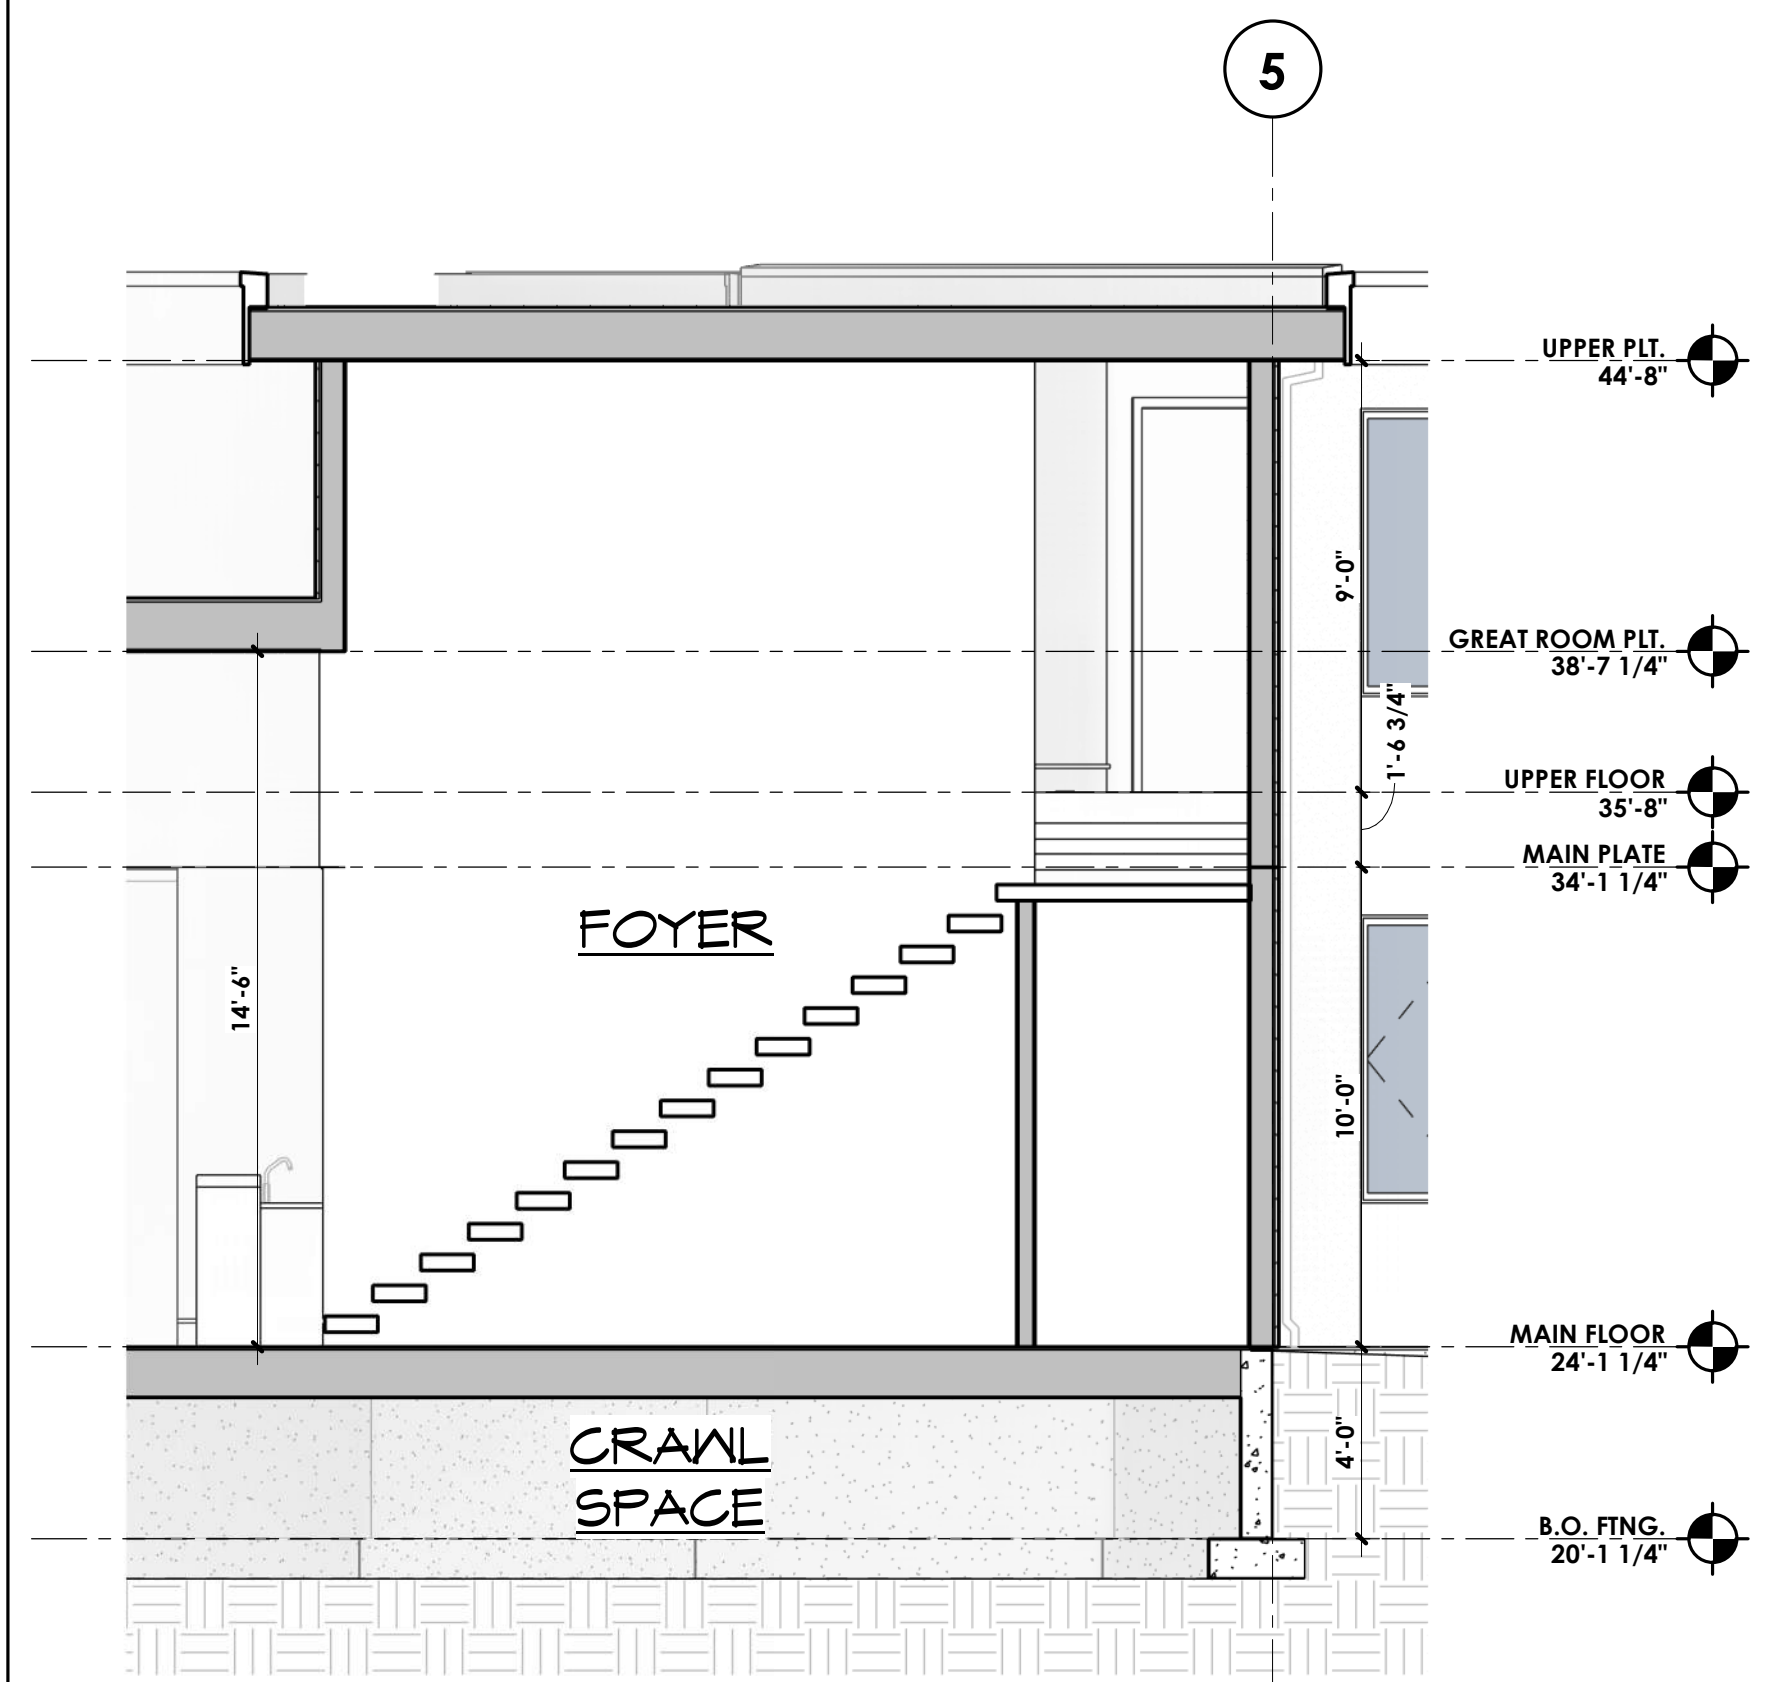 5
UPPER PLT.
44'-8"
9'-0"
GREAT ROOM PLT.
38'-7 1/4"
1'-6 3/4"
UPPER FLOOR
35'-8"
MAIN PLATE
34'-1 1/4"
FOYER
14'-6"
10'-0"
MAIN FLOOR
24'-1 1/4"
CRAWL
SPACE
4'-0"
B.O. FTNG.
20'-1 1/4"